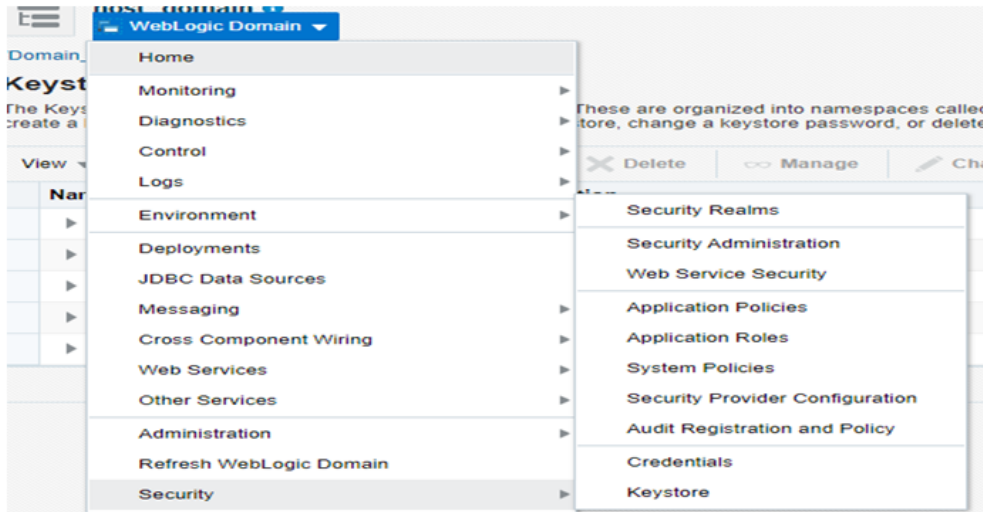 host_domain
WebLogic Domain
Domain_
Home
Keyst
The Keys
These are organized into namespaces called
create a
tore, change a keystore password, or delete
Monitoring
Diagnostics
Control
Logs
View
Delete
Manage
Cha
Nar
Environment
Deployments
JDBC Data Sources
Messaging
Cross Component Wiring
Web Services
Other Services
Administration
Refresh WebLogic Domain
Security
Security Realms
Security Administration
Web Service Security
Application Policies
Application Roles
System Policies
Security Provider Configuration
Audit Registration and Policy
Credentials
Keystore